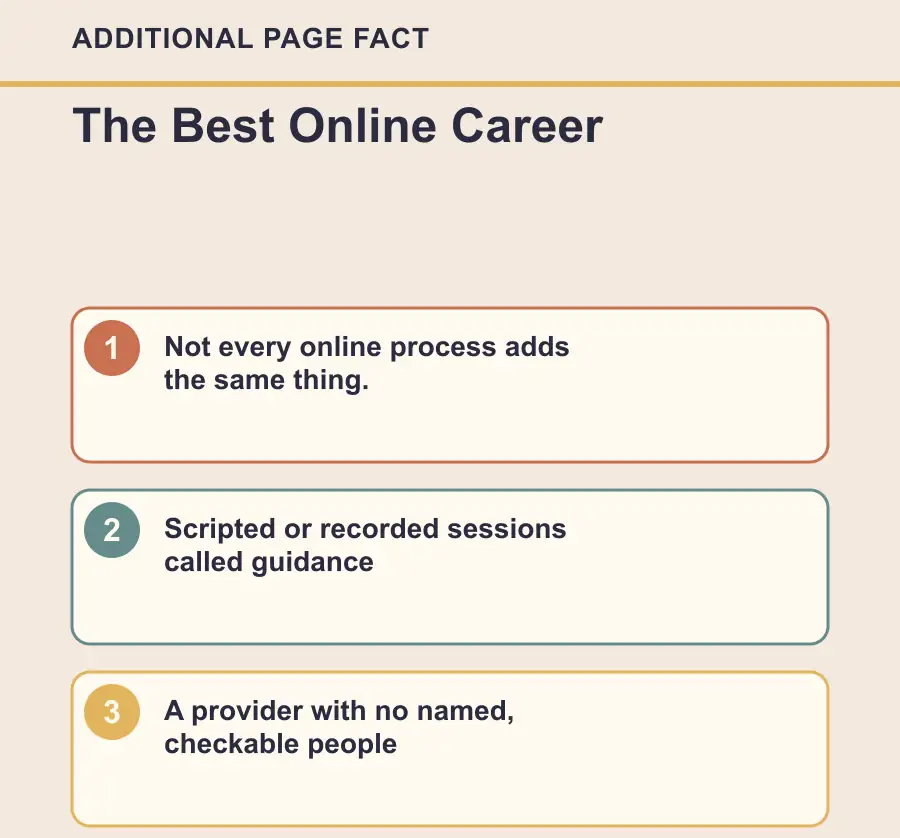 ADDITIONAL PAGE FACT
The Best Online Career
1
Not every online process adds
the same thing.
2
Scripted or recorded sessions
called guidance
3
A provider with no named,
checkable people